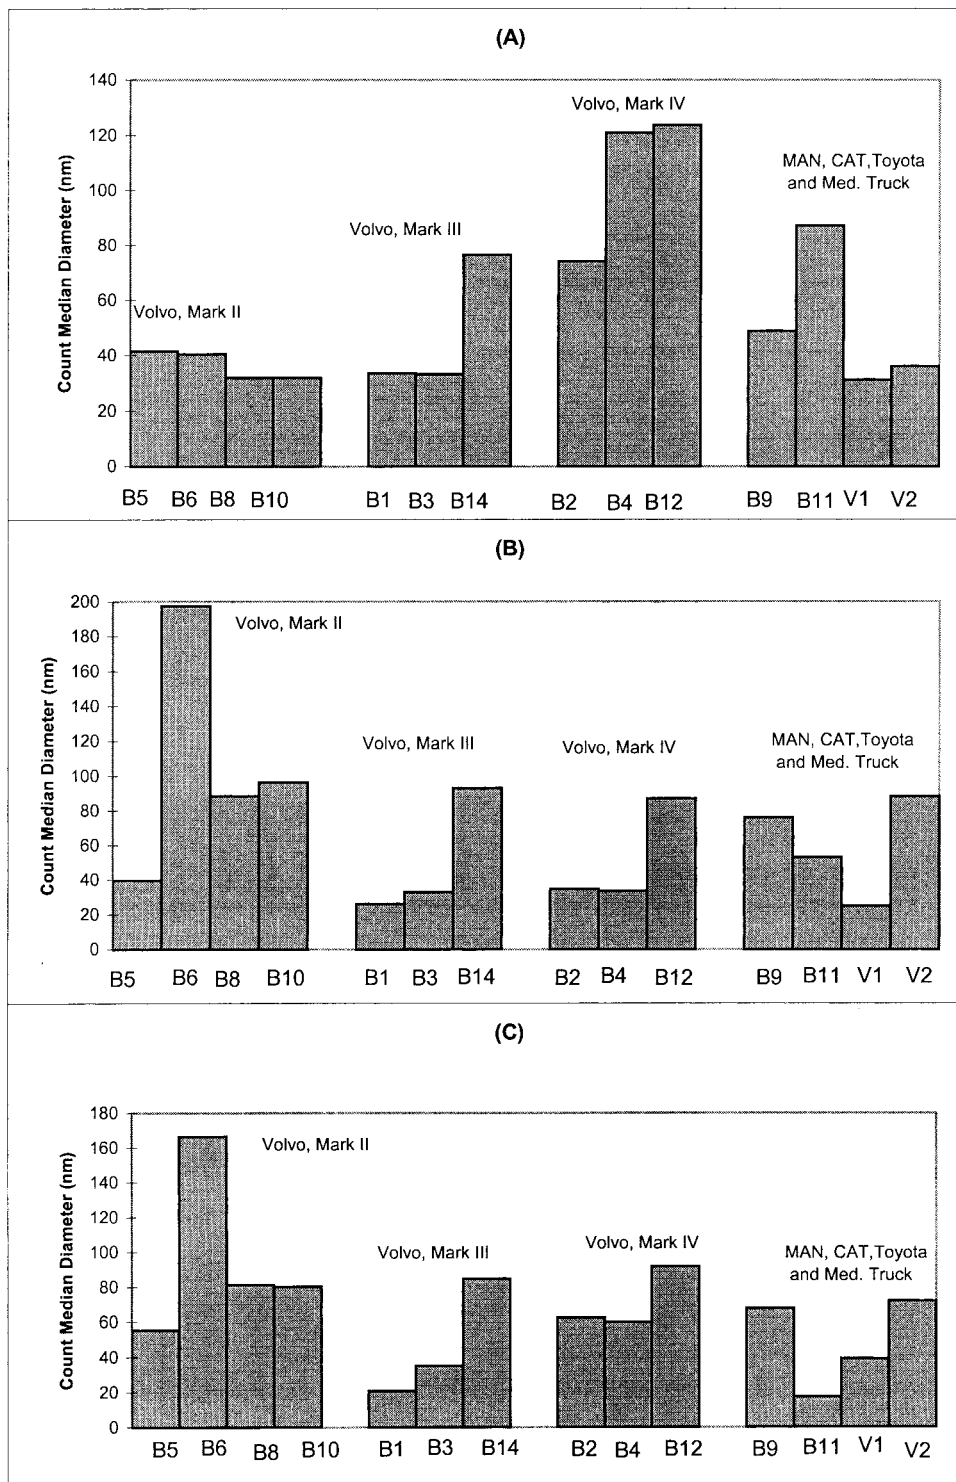 (A)
Count Median Diameter (nm)
140
120
100
80
60
40
20
0
Volvo, Mark II
Volvo, Mark III
Volvo, Mark IV
MAN, CAT,Toyota
and Med. Truck
B5 B6 B8 B10 B1 B3 B14 B2 B4 B12 B9 B11 V1 V2
(B)
Count Median Diameter (nm)
200
180
160
140
120
100
80
60
40
20
0
Volvo, Mark II
Volvo, Mark III
Volvo, Mark IV
MAN, CAT,Toyota
and Med. Truck
B5 B6 B8 B10 B1 B3 B14 B2 B4 B12 B9 B11 V1 V2
(C)
Count Median Diameter (nm)
180
160
140
120
100
80
60
40
20
0
Volvo, Mark II
Volvo, Mark III
Volvo, Mark IV
MAN, CAT,Toyota
and Med. Truck
B5 B6 B8 B10 B1 B3 B14 B2 B4 B12 B9 B11 V1 V2